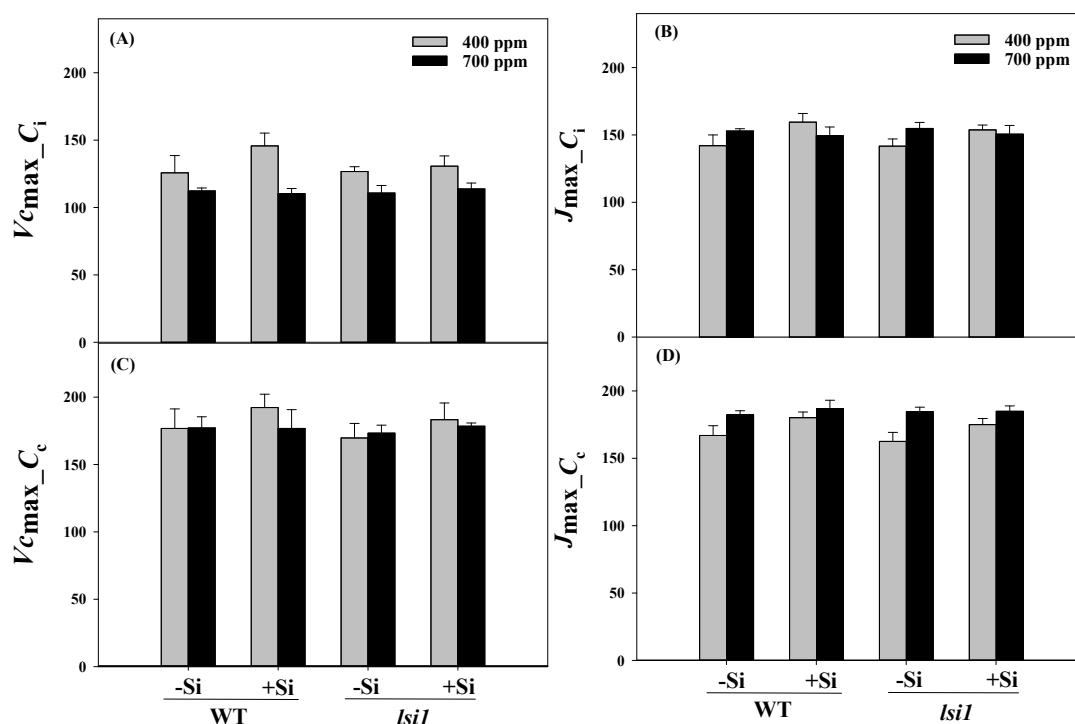 (A)
400 ppm
700 ppm
200
150
100
50
0
Vcmax_Ci
(B)
400 ppm
700 ppm
200
150
100
50
0
Jmax_Ci
(C)
200
150
100
50
0
Vcmax_Cc
-Si +Si -Si +Si
WT lsi1
(D)
200
150
100
50
0
Jmax_Cc
-Si +Si -Si +Si
WT lsi1